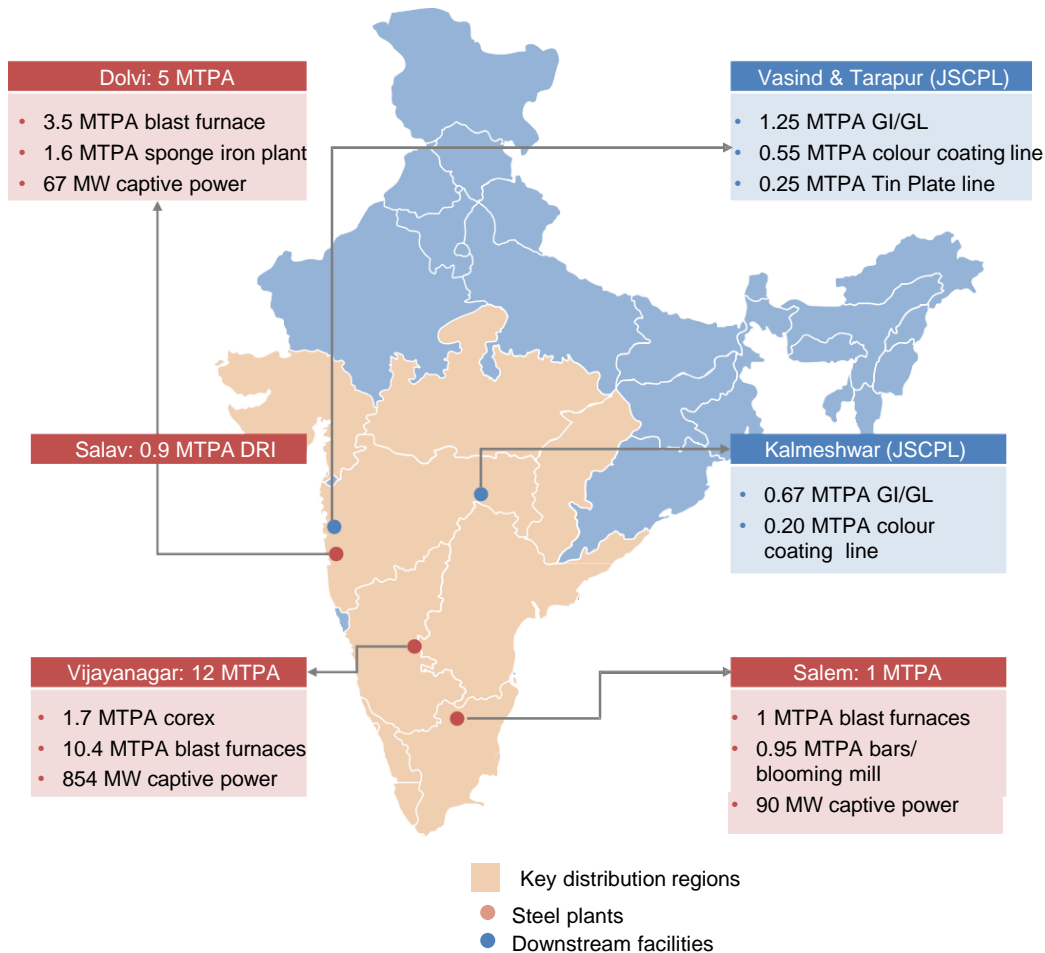 Dolvi: 5 MTPA
• 3.5 MTPA blast furnace
• 1.6 MTPA sponge iron plant
• 67 MW captive power
Vasind & Tarapur (JSCPL)
• 1.25 MTPA GI/GL
• 0.55 MTPA colour coating line
• 0.25 MTPA Tin Plate line
Salav: 0.9 MTPA DRI
Kalmeshwar (JSCPL)
• 0.67 MTPA GI/GL
• 0.20 MTPA colour
coating line
Vijayanagar: 12 MTPA
• 1.7 MTPA corex
• 10.4 MTPA blast furnaces
• 854 MW captive power
Salem: 1 MTPA
• 1 MTPA blast furnaces
• 0.95 MTPA bars/
blooming mill
• 90 MW captive power
Key distribution regions
Steel plants
Downstream facilities